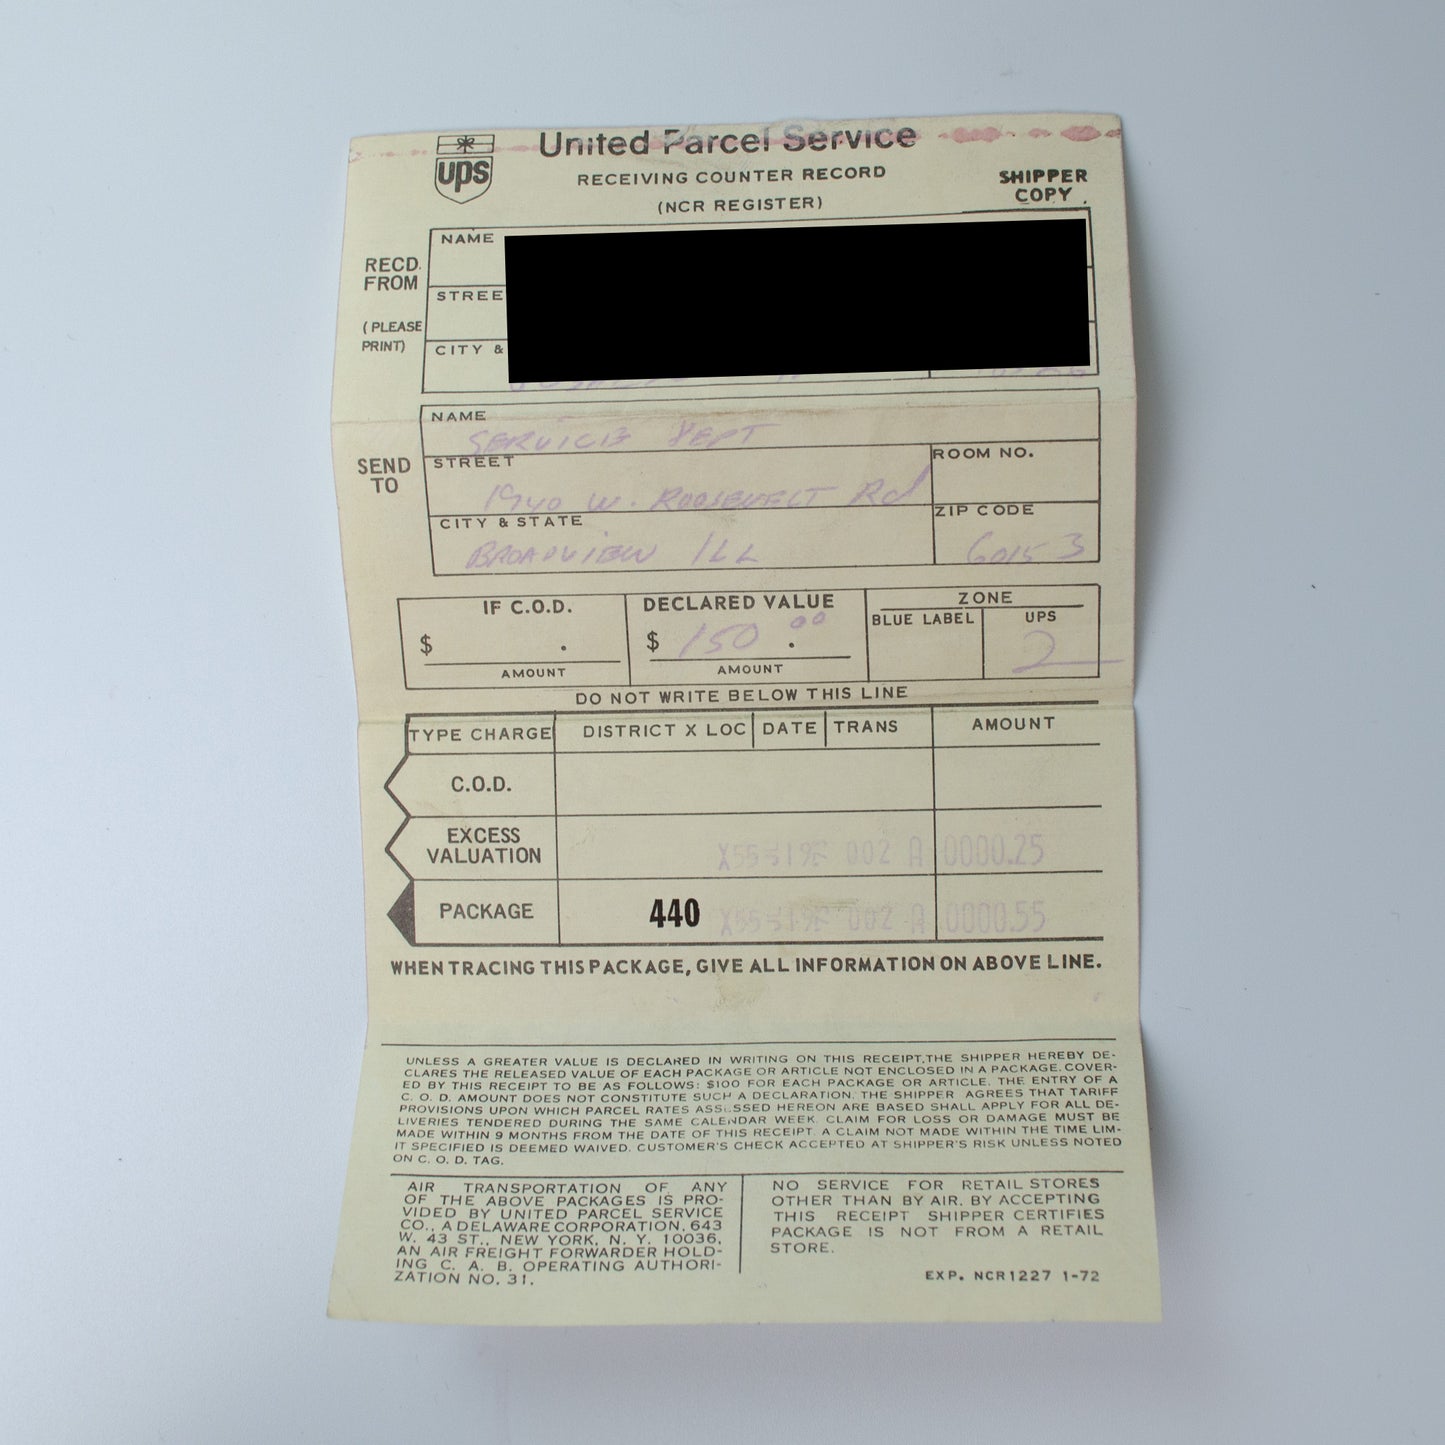 ups
United Parcel Service
RECEIVING COUNTER RECORD
(NCR REGISTER)
SHIPPER
COPY
RECD.
FROM
(PLEASE
PRINT)
NAME
STREE
CITY &
SEND
TO
NAME
SERVICE DEPT
STREET
ROOM NO.
1940 W. ROOSEVELT Rd
CITY & STATE
ZIP CODE
BROADVIEW ILL 60153
IF C.O.D.
$ .
AMOUNT
DECLARED VALUE
$ 150.00
AMOUNT
ZONE
BLUE LABEL UPS
2
DO NOT WRITE BELOW THIS LINE
TYPE CHARGE DISTRICT X LOC DATE TRANS AMOUNT
C.O.D.
EXCESS
VALUATION
002 A 0000.25
PACKAGE 440 002 A 0000.55
WHEN TRACING THIS PACKAGE, GIVE ALL INFORMATION ON ABOVE LINE.
UNLESS A GREATER VALUE IS DECLARED IN WRITING ON THIS RECEIPT, THE SHIPPER HEREBY DE-
CLARES THE RELEASED VALUE OF EACH PACKAGE OR ARTICLE NOT ENCLOSED IN A PACKAGE COVER-
ED BY THIS RECEIPT TO BE AS FOLLOWS: $100 FOR EACH PACKAGE OR ARTICLE. THE ENTRY OF A
C. O. D. AMOUNT DOES NOT CONSTITUTE SUCH A DECLARATION. THE SHIPPER AGREES THAT TARIFF
PROVISIONS UPON WHICH PARCEL RATES ASSESSED HEREON ARE BASED SHALL APPLY FOR ALL DE-
LIVERIES TENDERED DURING THE SAME CALENDAR WEEK. CLAIM FOR LOSS OR DAMAGE MUST BE
MADE WITHIN 9 MONTHS FROM THE DATE OF THIS RECEIPT. A CLAIM NOT MADE WITHIN THE TIME LIM-
IT SPECIFIED IS DEEMED WAIVED. CUSTOMER'S CHECK ACCEPTED AT SHIPPER'S RISK UNLESS NOTED
ON C. O. D. TAG.
AIR TRANSPORTATION OF ANY
OF THE ABOVE PACKAGES IS PRO-
VIDED BY UNITED PARCEL SERVICE
CO., A DELAWARE CORPORATION, 643
W. 43 ST., NEW YORK, N. Y. 10036,
AN AIR FREIGHT FORWARDER HOLD-
ING C. A. B. OPERATING AUTHORI-
ZATION NO. 31.
NO SERVICE FOR RETAIL STORES
OTHER THAN BY AIR. BY ACCEPTING
THIS RECEIPT SHIPPER CERTIFIES
PACKAGE IS NOT FROM A RETAIL
STORE.
EXP. NCR1227 1-72